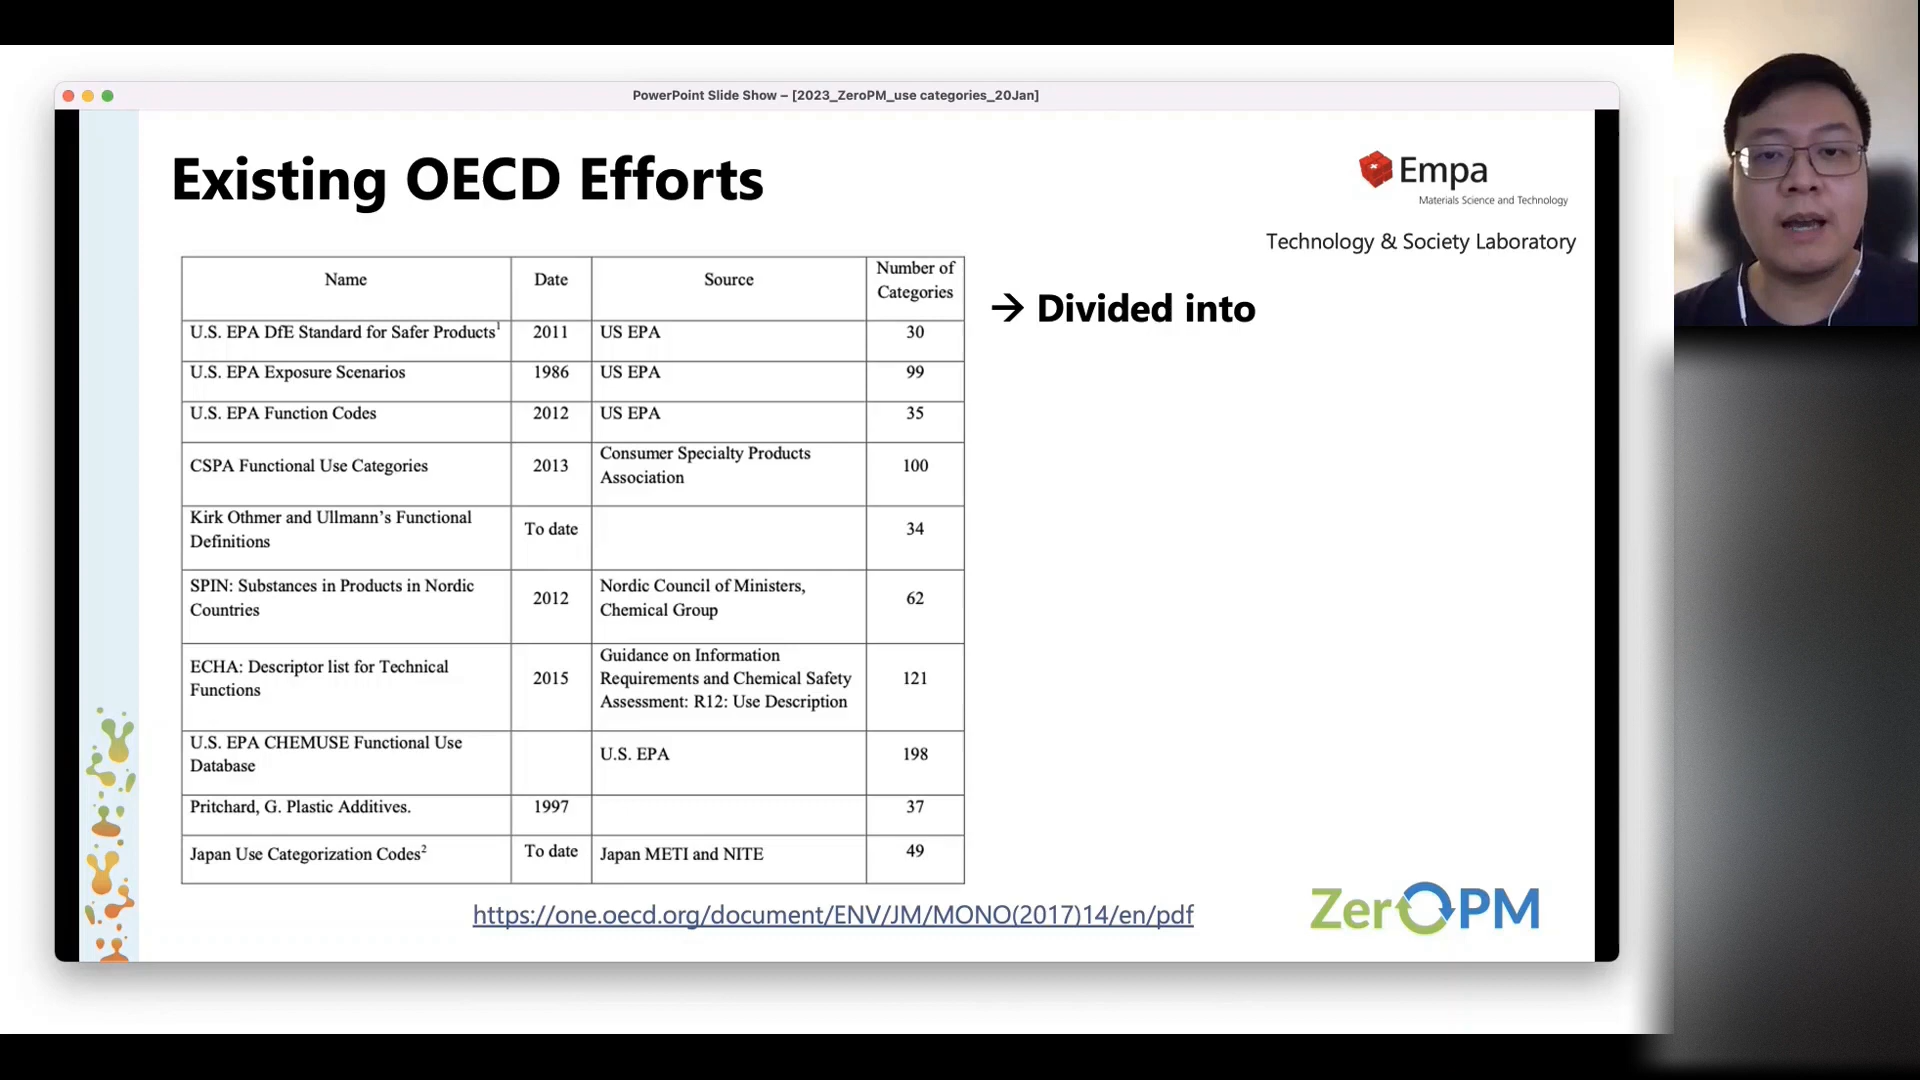 PowerPoint Slide Show – [2023_ZeroPM_use categories_20Jan]
Existing OECD Efforts
Empa
Materials Science and Technology
Technology & Society Laboratory
→ Divided into
Name Date Source Number of
Categories
U.S. EPA DfE Standard for Safer Products1 2011 US EPA 30
U.S. EPA Exposure Scenarios 1986 US EPA 99
U.S. EPA Function Codes 2012 US EPA 35
CSPA Functional Use Categories 2013 Consumer Specialty Products
Association 100
Kirk Othmer and Ullmann’s Functional
Definitions To date 34
SPIN: Substances in Products in Nordic
Countries 2012 Nordic Council of Ministers,
Chemical Group 62
ECHA: Descriptor list for Technical
Functions 2015 Guidance on Information
Requirements and Chemical Safety
Assessment: R12: Use Description 121
U.S. EPA CHEMUSE Functional Use
Database U.S. EPA 198
Pritchard, G. Plastic Additives. 1997 37
Japan Use Categorization Codes2 To date Japan METI and NITE 49
https://one.oecd.org/document/ENV/JM/MONO(2017)14/en/pdf
ZeroPM